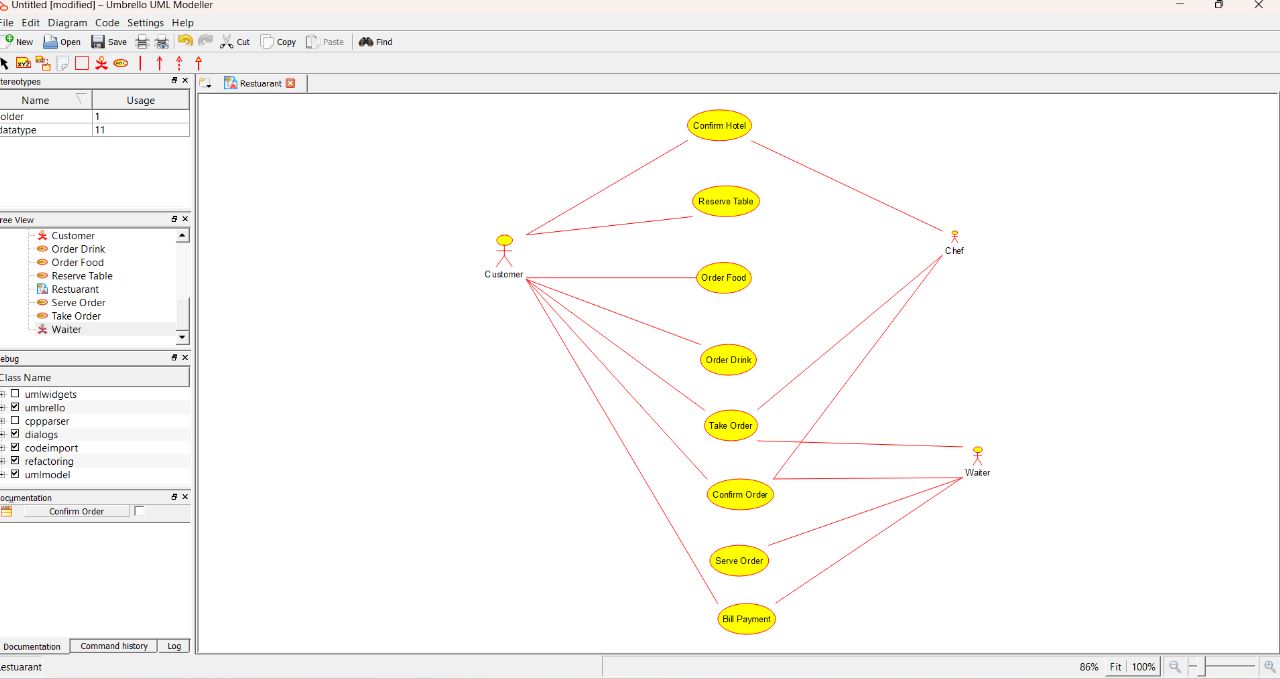 Untitled [modified] – Umbrello UML Modeller
File Edit Diagram Code Settings Help
New Open Save Cut Copy Paste Find
tereotypes
Restuarant
Name Usage
older 1
datatype 11
ree View
Customer
Order Drink
Order Food
Reserve Table
Restuarant
Serve Order
Take Order
Waiter
ebug
Class Name
umlwidgets
umbrello
cppparser
dialogs
codeimport
refactoring
umlmodel
ocumentation
Confirm Order
Documentation Command history Log
estuarant
Confirm Hotel
Reserve Table
Chef
Customer
Order Food
Order Drink
Take Order
Waiter
Confirm Order
Serve Order
Bill Payment
86% Fit 100%